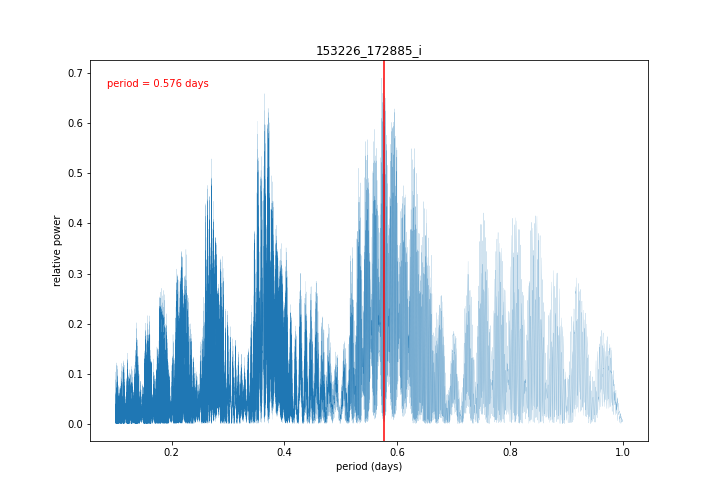 153226_172885_i
period = 0.576 days
relative power
0.7
0.6
0.5
0.4
0.3
0.2
0.1
0.0
0.2 0.4 0.6 0.8 1.0
period (days)